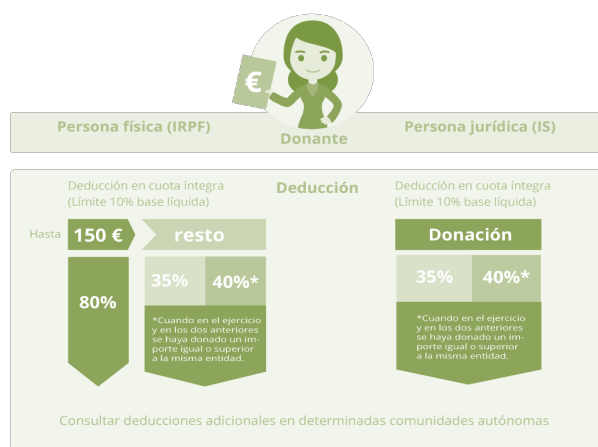 €
Persona física (IRPF)
Donante
Persona jurídica (IS)
Deducción en cuota íntegra
(Límite 10% base líquida)
Deducción
Deducción en cuota íntegra
(Límite 10% base líquida)
Hasta
150 €
resto
Donación
80%
35%
40%*
*Cuando en el ejercicio
y en los dos anteriores
se haya donado un im-
porte igual o superior
a la misma entidad.
35%
40%*
*Cuando en el ejercicio
y en los dos anteriores
se haya donado un im-
porte igual o superior
a la misma entidad.
Consultar deducciones adicionales en determinadas comunidades autónomas